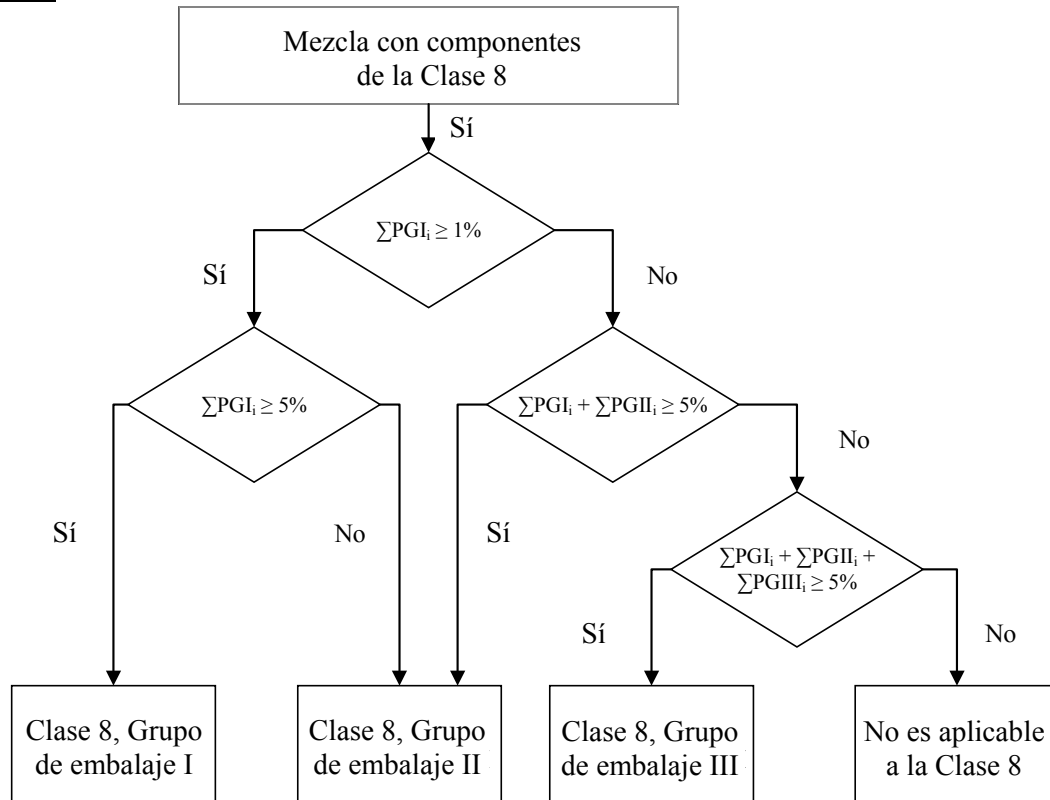 Mezcla con componentes
de la Clase 8
Sí
∑PGIᵢ ≥ 1%
Sí
No
∑PGIᵢ ≥ 5%
∑PGIᵢ + ∑PGIIᵢ ≥ 5%
No
Sí
No
Sí
∑PGIᵢ + ∑PGIIᵢ +
∑PGIIIᵢ ≥ 5%
Sí
No
Clase 8, Grupo
de embalaje I
Clase 8, Grupo
de embalaje II
Clase 8, Grupo
de embalaje III
No es aplicable
a la Clase 8